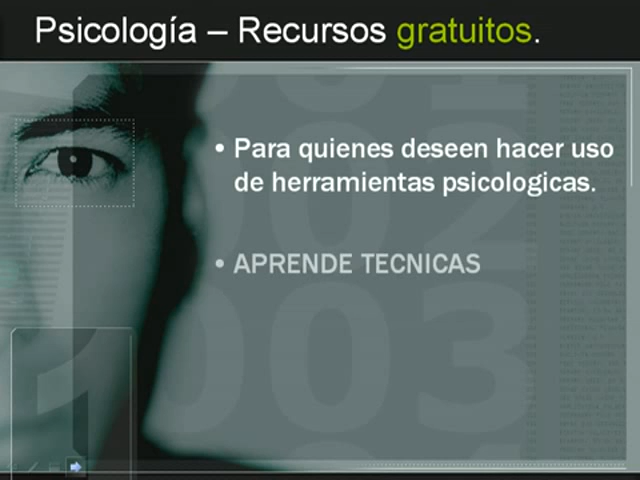 Psicología – Recursos gratuitos.
• Para quienes deseen hacer uso
de herramientas psicologicas.
• APRENDE TECNICAS